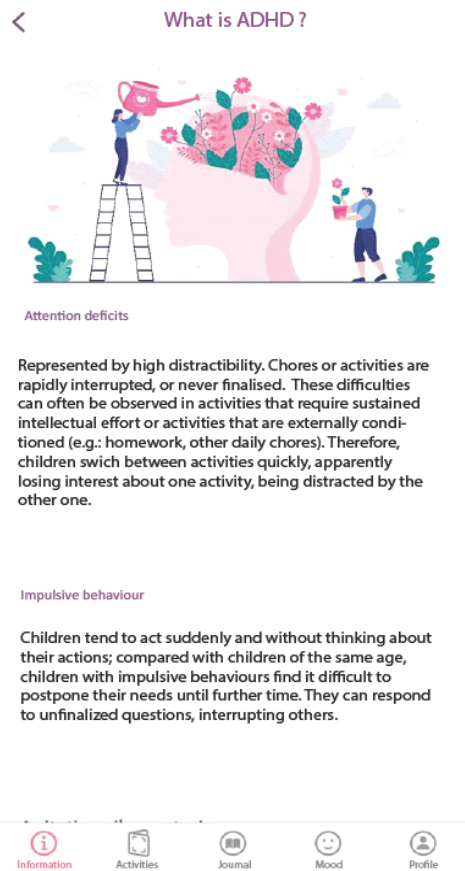 What is ADHD ?
Attention deficits
Represented by high distractibility. Chores or activities are
rapidly interrupted, or never finalised. These difficulties
can often be observed in activities that require sustained
intellectual effort or activities that are externally condi-
tioned (e.g.: homework, other daily chores). Therefore,
children swich between activities quickly, apparently
losing interest about one activity, being distracted by the
other one.
Impulsive behaviour
Children tend to act suddenly and without thinking about
their actions; compared with children of the same age,
children with impulsive behaviours find it difficult to
postpone their needs until further time. They can respond
to unfinalized questions, interrupting others.
Information
Activities
Journal
Mood
Profile